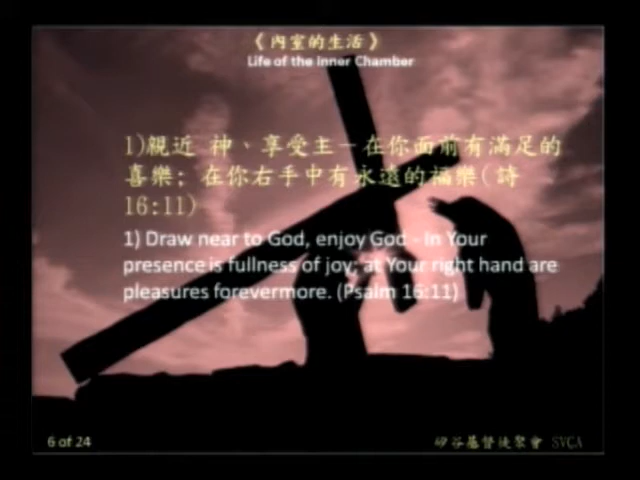 《內室的生活》
Life of the Inner Chamber
1)親近 神、享受主－在你面前有滿足的
喜樂；在你右手中有永遠的福樂(詩
16:11)
1) Draw near to God, enjoy God - In Your
presence is fullness of joy; at Your right hand are
pleasures forevermore. (Psalm 16:11)
6 of 24
矽谷基督徒聚會 SVCA